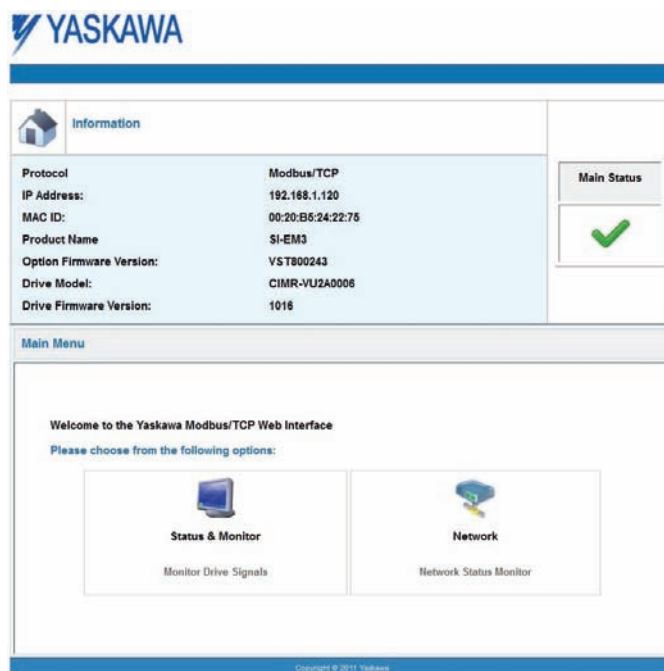 YASKAWA
Information
Protocol Modbus/TCP
IP Address: 192.168.1.120
MAC ID: 00:20:B5:24:22:75
Product Name SI-EM3
Option Firmware Version: VST800243
Drive Model: CIMR-VU2A0006
Drive Firmware Version: 1016
Main Status
Main Menu
Welcome to the Yaskawa Modbus/TCP Web Interface
Please choose from the following options:
Status & Monitor
Monitor Drive Signals
Network
Network Status Monitor
Copyright © 2011 Yaskawa